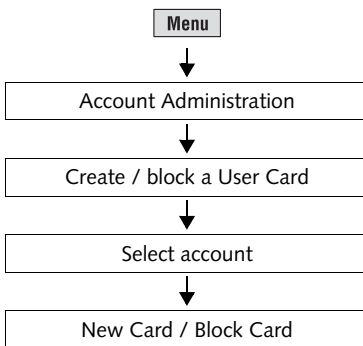 Menu
Account Administration
Create / block a User Card
Select account
New Card / Block Card